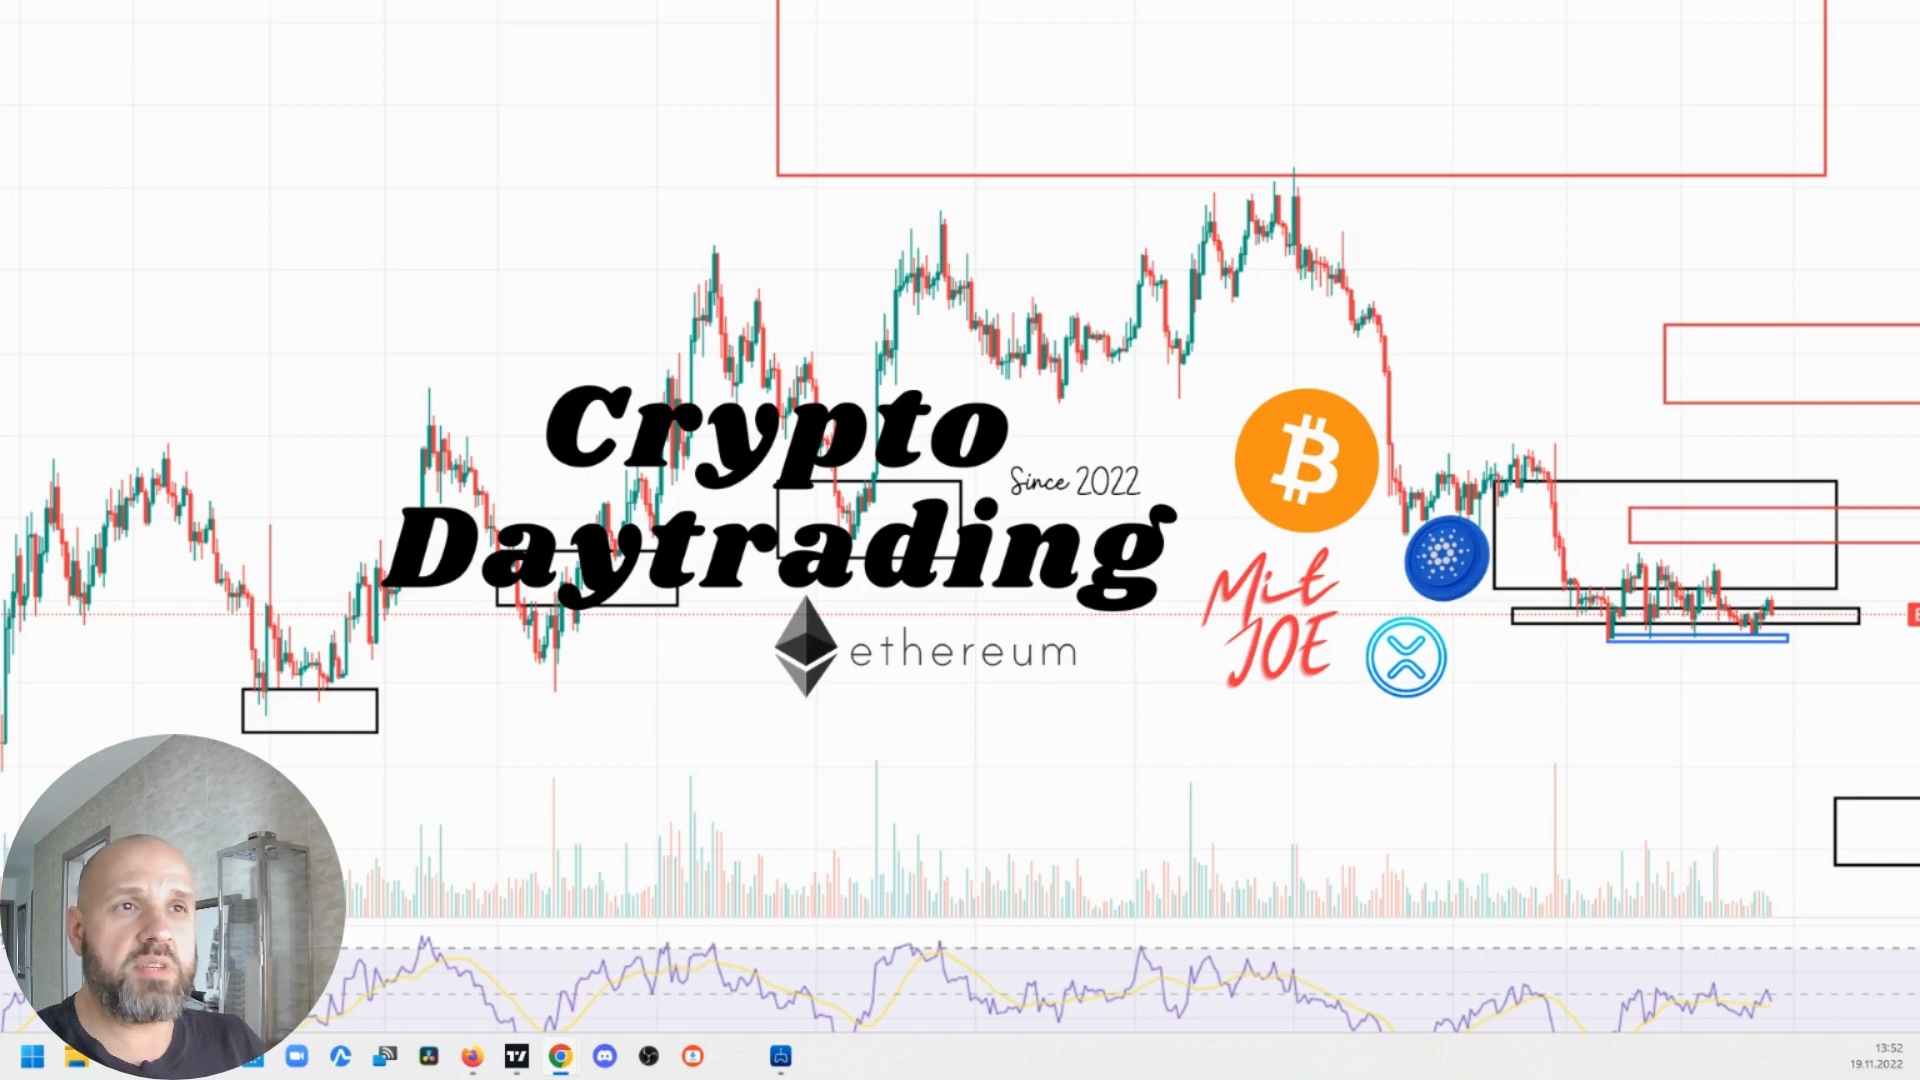 Crypto
Since 2022
Daytrading
Mit
JOE
ethereum
13:52
19.11.2022